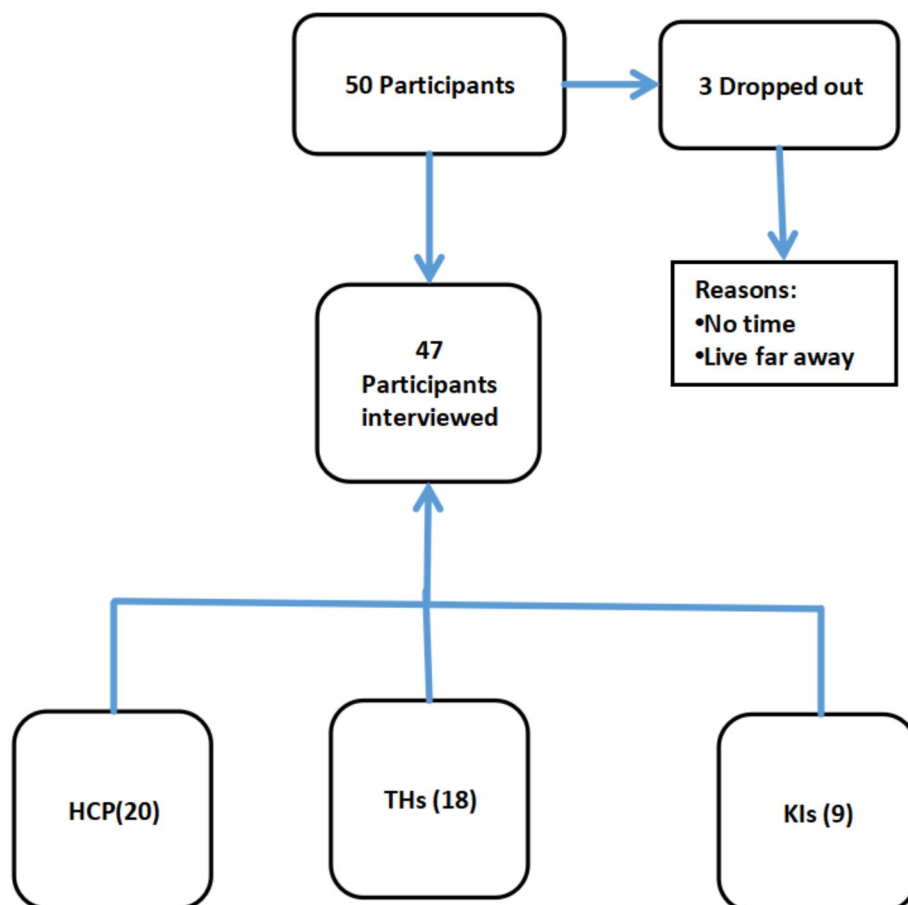 50 Participants
3 Dropped out
Reasons:
•No time
•Live far away
47
Participants
interviewed
HCP(20)
THs (18)
KIs (9)